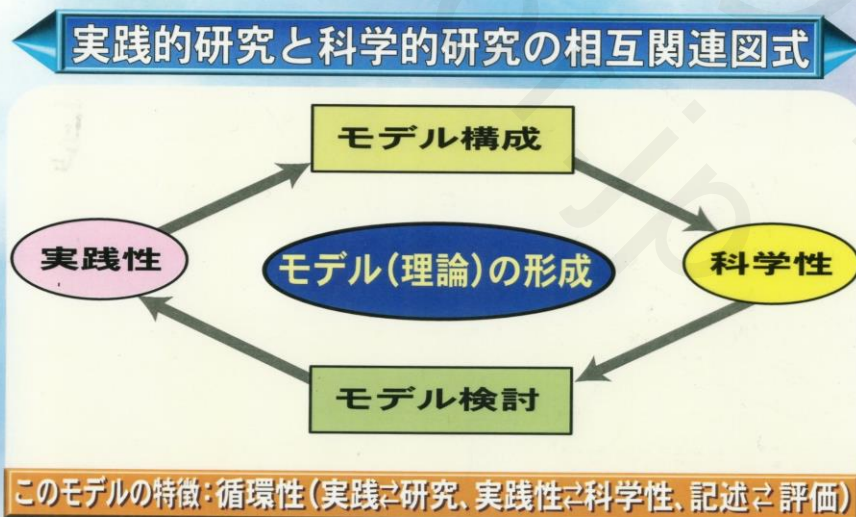 実践的研究と科学的研究の相互関連図式
モデル構成
実践性
モデル(理論)の形成
科学性
モデル検討
このモデルの特徴:循環性(実践⇄研究、実践性⇄科学性、記述⇄評価)